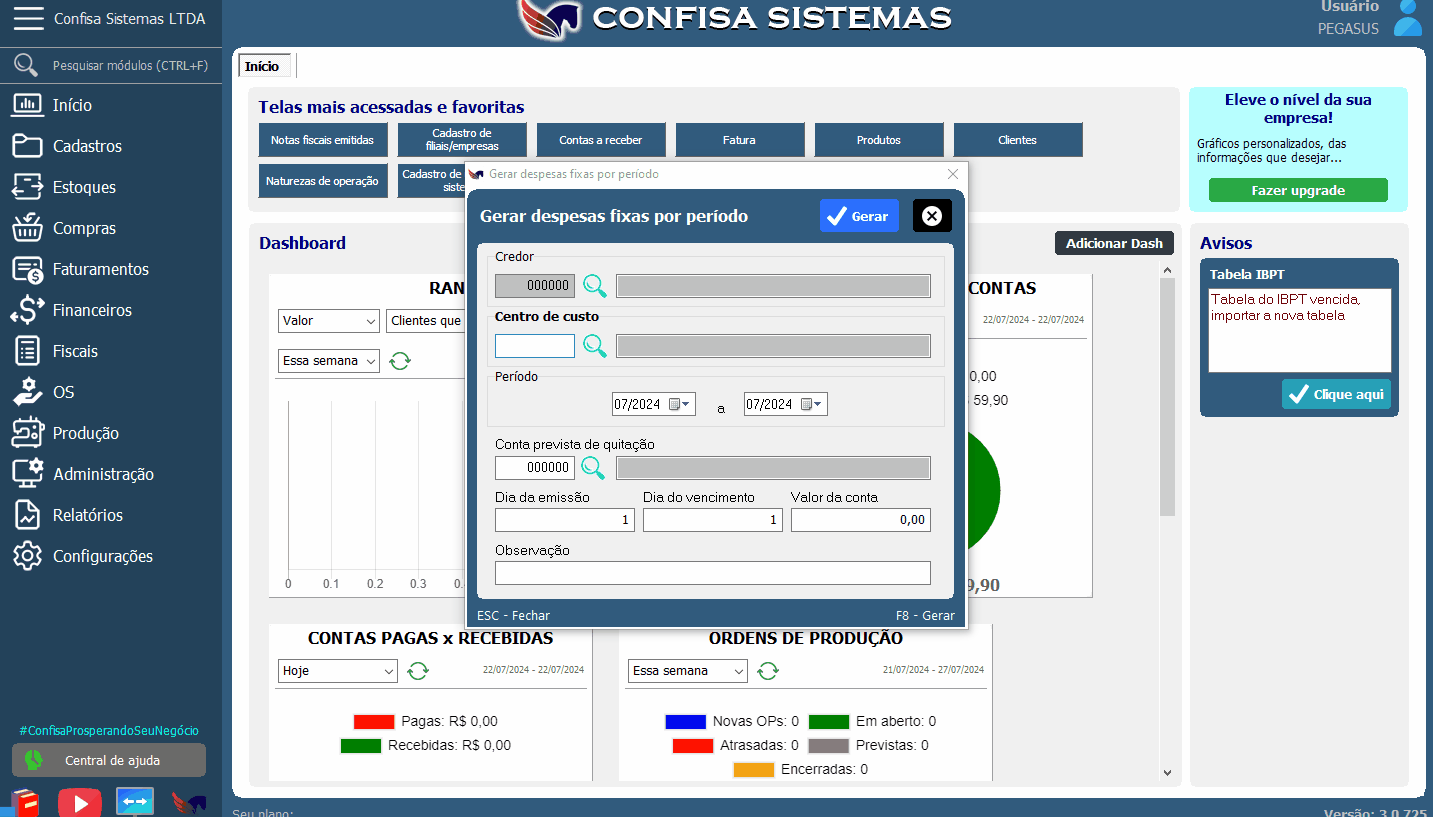 Confisa Sistemas LTDA
CONFISA SISTEMAS
Usuário
PEGASUS
Pesquisar módulos (CTRL+F)
Início
Cadastros
Estoques
Compras
Faturamentos
Financeiros
Fiscais
OS
Produção
Administração
Relatórios
Configurações
#ConfisaProsperandoSeuNegócio
Central de ajuda
Início
Telas mais acessadas e favoritas
Notas fiscais emitidas
Cadastro de
filiais/empresas
Contas a receber
Fatura
Produtos
Clientes
Naturezas de operação
Cadastro de
siste
Eleve o nível da sua
empresa!
Gráficos personalizados, das
informações que desejar...
Fazer upgrade
Dashboard
Adicionar Dash
RAN
Valor
Clientes que
Essa semana
0 0.1 0.2 0.3 0.
CONTAS
22/07/2024 - 22/07/2024
0,00
59,90
9,90
Gerar despesas fixas por período
Gerar despesas fixas por período
Gerar
Credor
000000
Centro de custo
Período
07/2024 a 07/2024
Conta prevista de quitação
000000
Dia da emissão Dia do vencimento Valor da conta
1 1 0,00
Observação
ESC - Fechar F8 - Gerar
CONTAS PAGAS x RECEBIDAS
Hoje
22/07/2024 - 22/07/2024
Pagas: R$ 0,00
Recebidas: R$ 0,00
ORDENS DE PRODUÇÃO
Essa semana
21/07/2024 - 27/07/2024
Novas OPs: 0 Em aberto: 0
Atrasadas: 0 Previstas: 0
Encerradas: 0
Avisos
Tabela IBPT
Tabela do IBPT vencida,
importar a nova tabela
Clique aqui
Seu plano:
Versão: 3.0.725